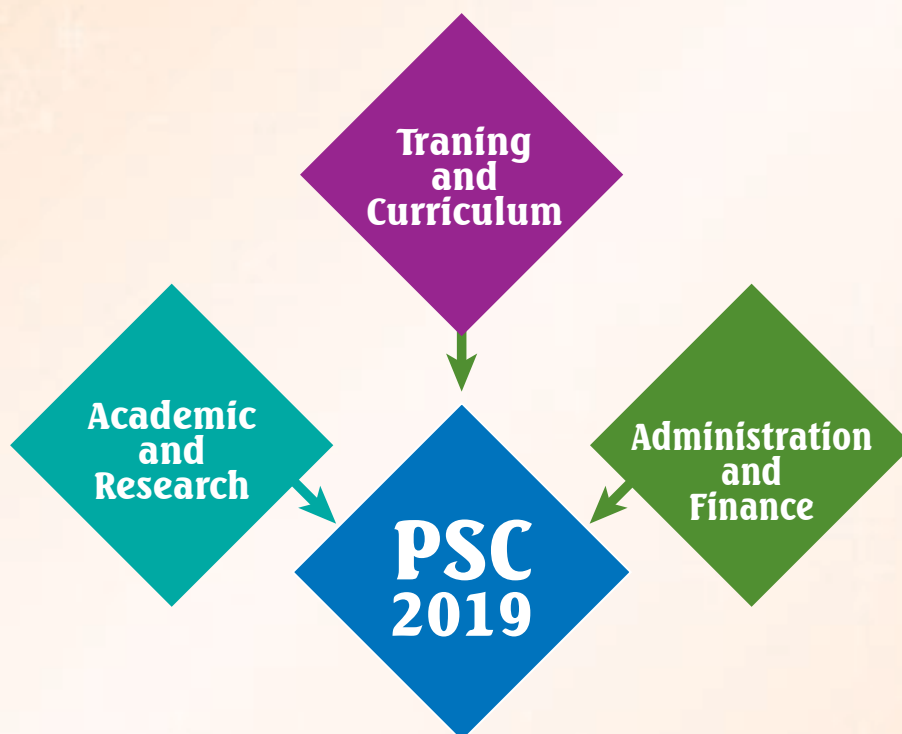 Traning
and
Curriculum
Academic
and
Research
Administration
and
Finance
PSC
2019